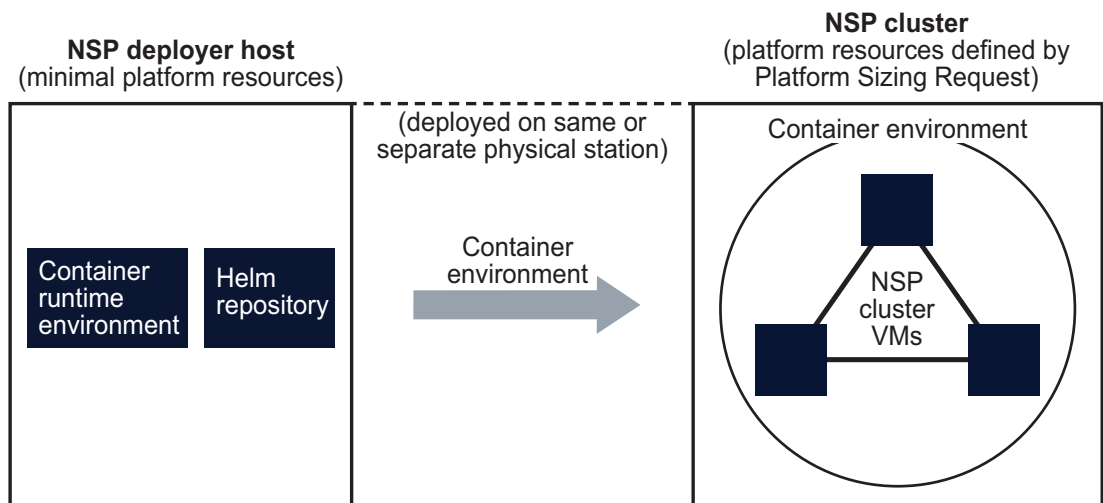 NSP deployer host
(minimal platform resources)
NSP cluster
(platform resources defined by
Platform Sizing Request)
(deployed on same or
separate physical station)
Container environment
Container
runtime
environment
Helm
repository
Container
environment
NSP
cluster
VMs